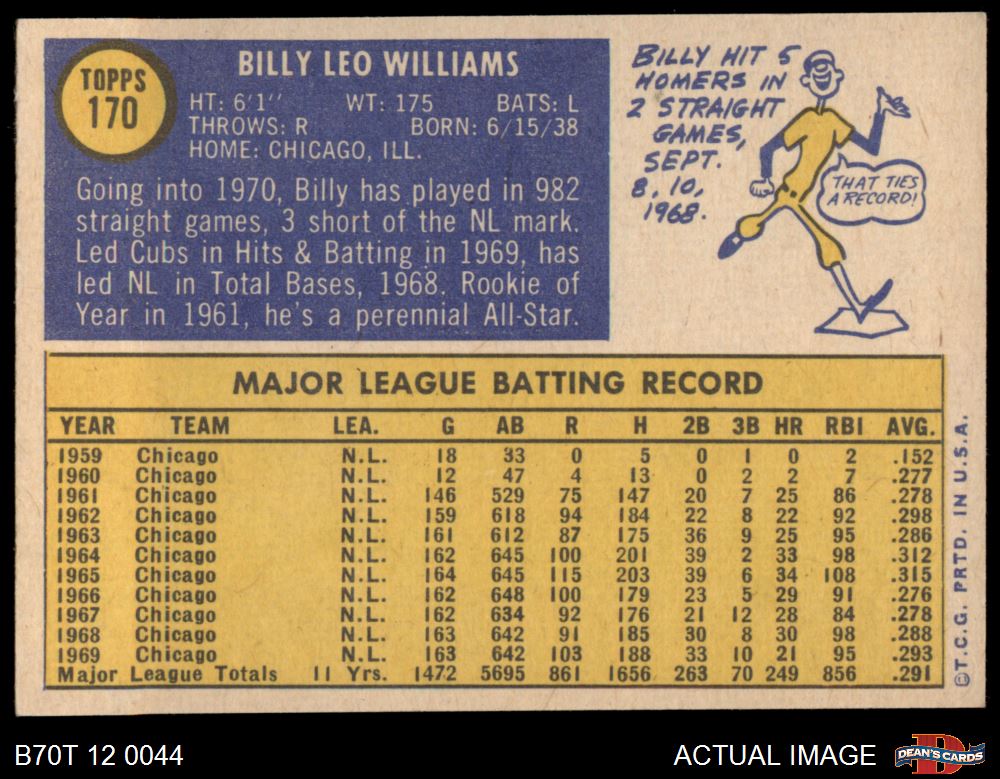 TOPPS
170
BILLY LEO WILLIAMS
HT: 6'1" WT: 175 BATS: L
THROWS: R BORN: 6/15/38
HOME: CHICAGO, ILL.
Going into 1970, Billy has played in 982
straight games, 3 short of the NL mark.
Led Cubs in Hits & Batting in 1969, has
led NL in Total Bases, 1968. Rookie of
Year in 1961, he's a perennial All-Star.
BILLY HIT 5
HOMERS IN
2 STRAIGHT
GAMES,
SEPT.
8, 10,
1968.
THAT TIES
A RECORD!
MAJOR LEAGUE BATTING RECORD
YEAR TEAM LEA. G AB R H 2B 3B HR RBI AVG.
1959 Chicago N.L. 18 33 0 5 0 1 0 2 .152
1960 Chicago N.L. 12 47 4 13 0 2 2 7 .277
1961 Chicago N.L. 146 529 75 147 20 7 25 86 .278
1962 Chicago N.L. 159 618 94 184 22 8 22 92 .298
1963 Chicago N.L. 161 612 87 175 36 9 25 95 .286
1964 Chicago N.L. 162 645 100 201 39 2 33 98 .312
1965 Chicago N.L. 164 645 115 203 39 6 34 108 .315
1966 Chicago N.L. 162 648 100 179 23 5 29 91 .276
1967 Chicago N.L. 162 634 92 176 21 12 28 84 .278
1968 Chicago N.L. 163 642 91 185 30 8 30 98 .288
1969 Chicago N.L. 163 642 103 188 33 10 21 95 .293
Major League Totals 11 Yrs. 1472 5695 861 1656 263 70 249 856 .291
©T.C.G. PRTD. IN U.S.A.
B70T 12 0044
ACTUAL IMAGE
DEAN'S CARDS